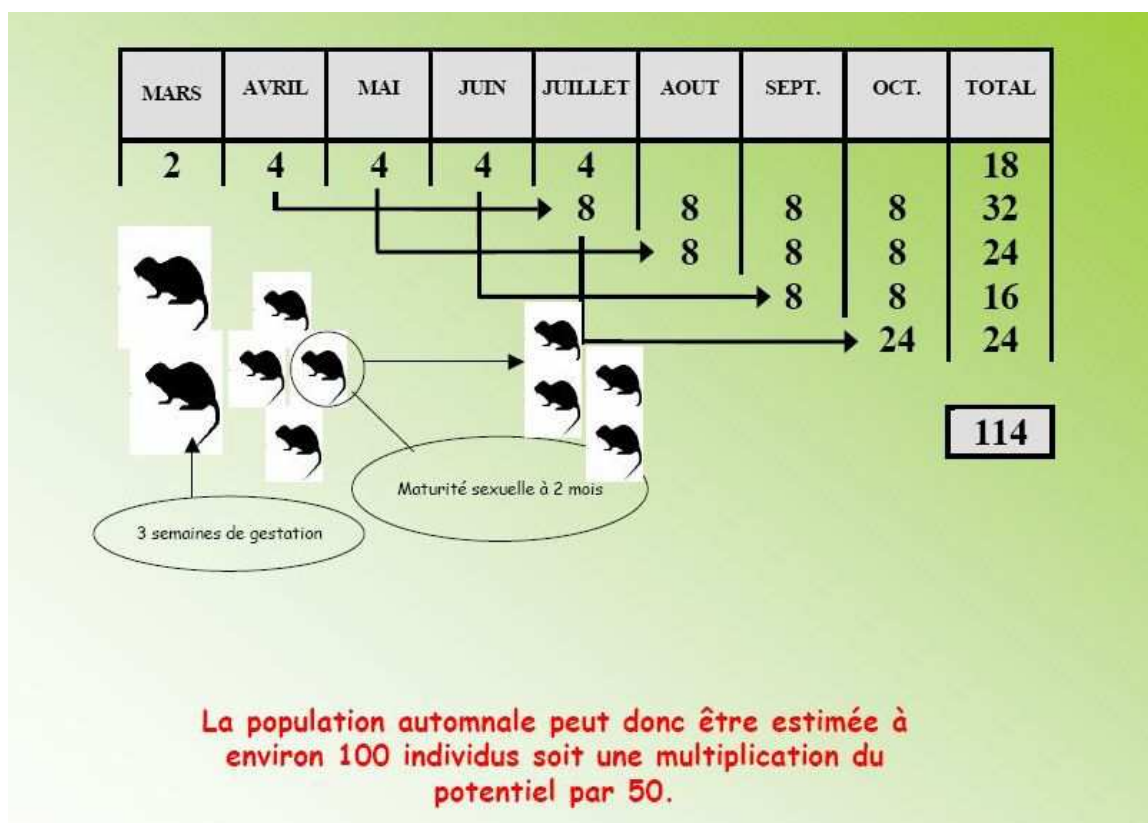 MARS AVRIL MAI JUIN JUILLET AOUT SEPT. OCT. TOTAL
2 4 4 4 4 18
8 8 8 8 32
8 8 8 24
8 8 16
24 24
114
Maturité sexuelle à 2 mois
3 semaines de gestation
La population automnale peut donc être estimée à
environ 100 individus soit une multiplication du
potentiel par 50.